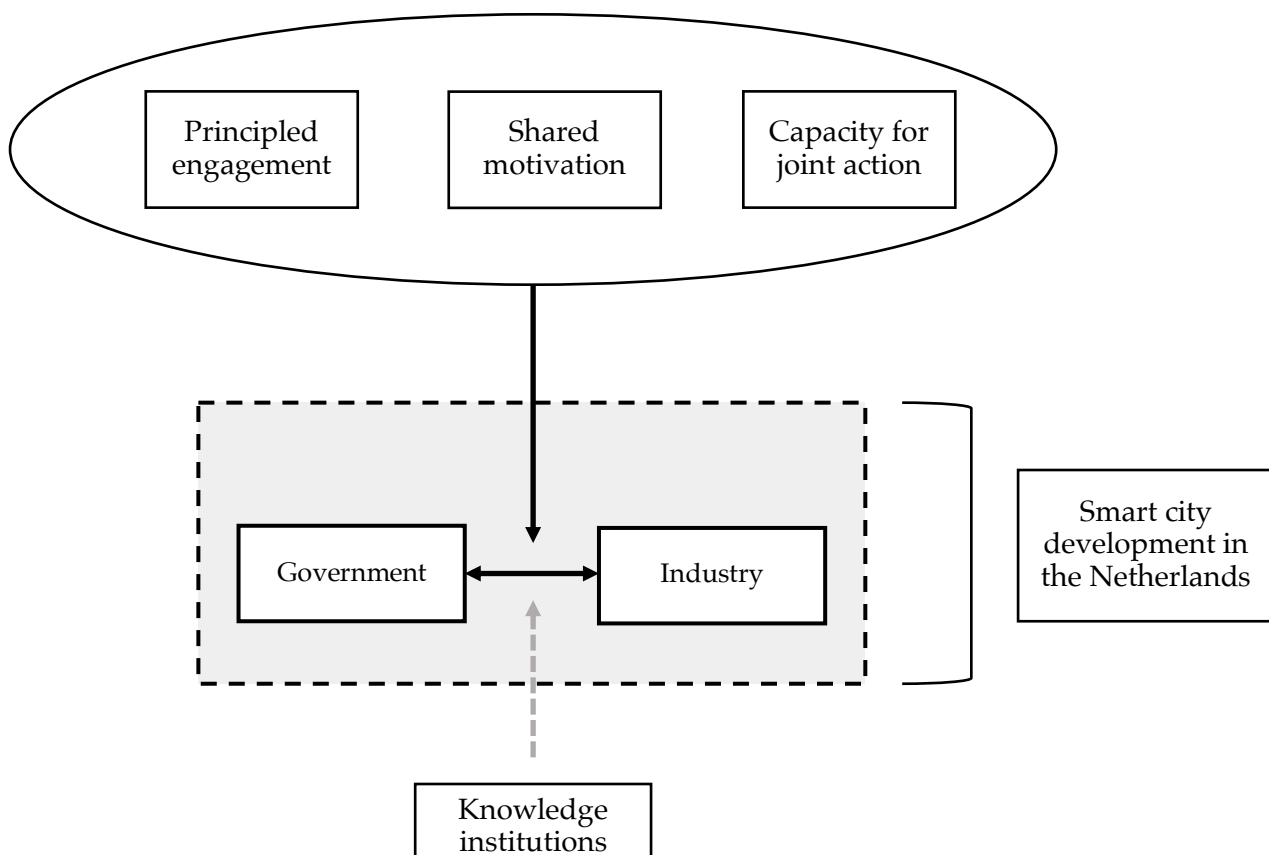 Principled
engagement
Shared
motivation
Capacity for
joint action
Government
Industry
Smart city
development in
the Netherlands
Knowledge
institutions